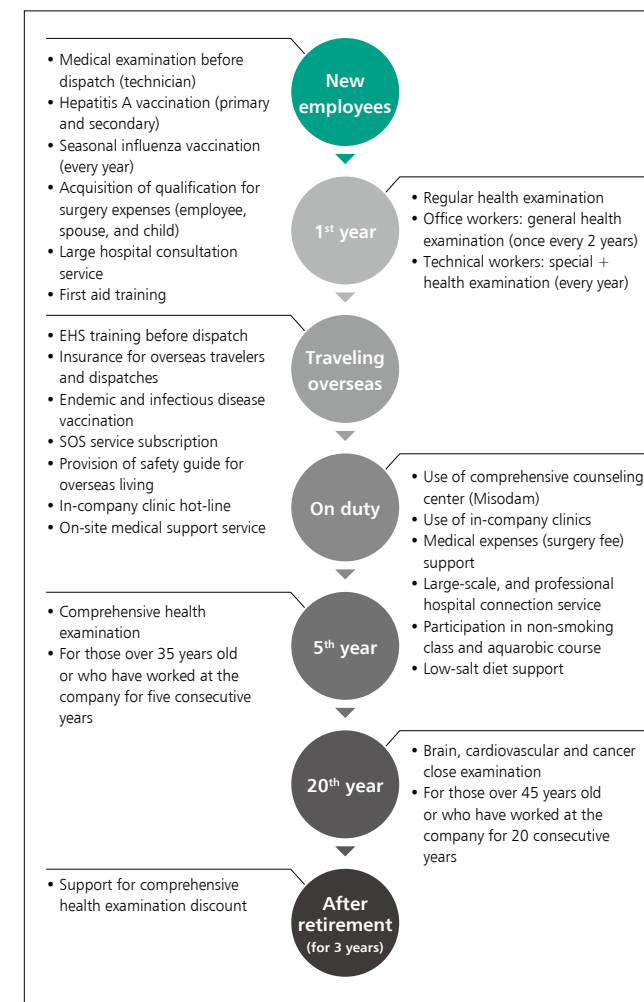 New
employees
• Medical examination before
dispatch (technician)
• Hepatitis A vaccination (primary
and secondary)
• Seasonal influenza vaccination
(every year)
• Acquisition of qualification for
surgery expenses (employee,
spouse, and child)
• Large hospital consultation
service
• First aid training
1st year
• Regular health examination
• Office workers: general health
examination (once every 2 years)
• Technical workers: special +
health examination (every year)
Traveling
overseas
• EHS training before dispatch
• Insurance for overseas travelers
and dispatches
• Endemic and infectious disease
vaccination
• SOS service subscription
• Provision of safety guide for
overseas living
• In-company clinic hot-line
• On-site medical support service
On duty
• Use of comprehensive counseling
center (Misodam)
• Use of in-company clinics
• Medical expenses (surgery fee)
support
• Large-scale, and professional
hospital connection service
• Participation in non-smoking
class and aquarobic course
• Low-salt diet support
5th year
• Comprehensive health
examination
• For those over 35 years old
or who have worked at the
company for five consecutive
years
20th year
• Brain, cardiovascular and cancer
close examination
• For those over 45 years old
or who have worked at the
company for 20 consecutive
years
After
retirement
(for 3 years)
• Support for comprehensive
health examination discount